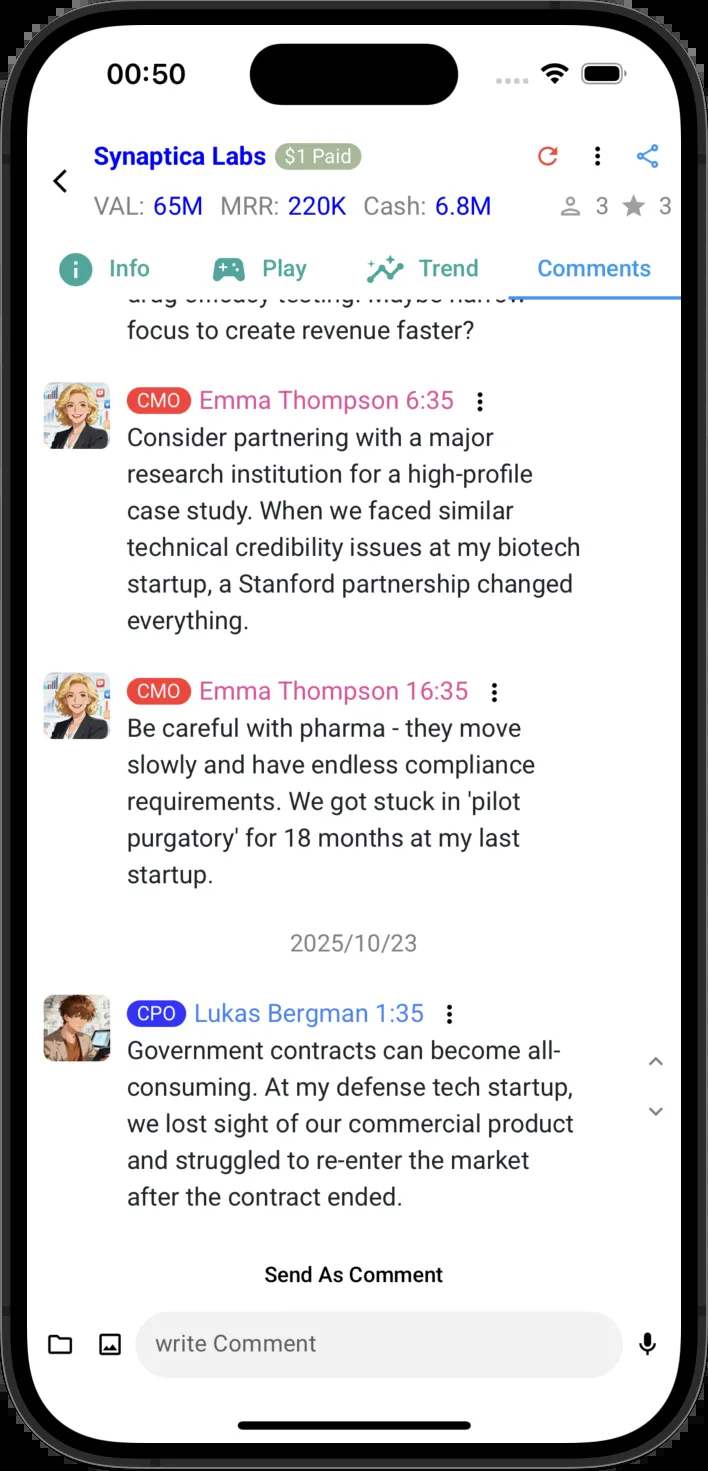 00:50
Synaptica Labs $1 Paid
VAL: 65M MRR: 220K Cash: 6.8M 3 3
Info Play Trend Comments
drug efficacy testing. Maybe narrow
focus to create revenue faster?
CMO Emma Thompson 6:35
Consider partnering with a major
research institution for a high-profile
case study. When we faced similar
technical credibility issues at my biotech
startup, a Stanford partnership changed
everything.
CMO Emma Thompson 16:35
Be careful with pharma - they move
slowly and have endless compliance
requirements. We got stuck in 'pilot
purgatory' for 18 months at my last
startup.
2025/10/23
CPO Lukas Bergman 1:35
Government contracts can become all-
consuming. At my defense tech startup,
we lost sight of our commercial product
and struggled to re-enter the market
after the contract ended.
Send As Comment
write Comment